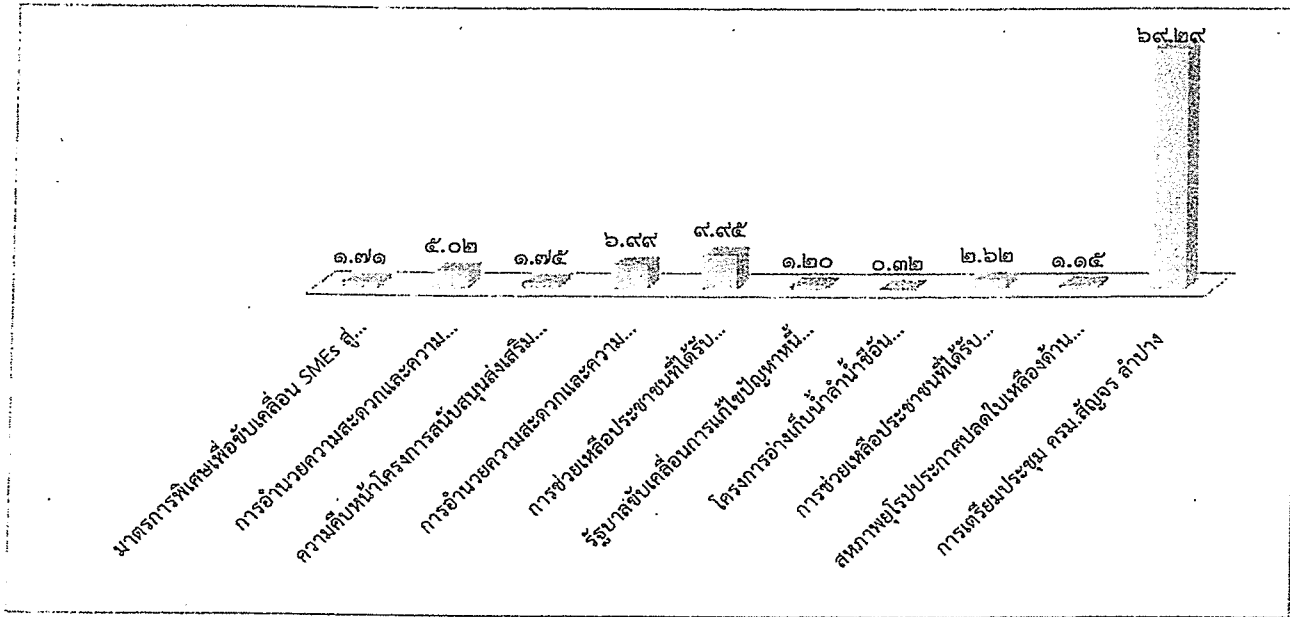 ๖๙.๒๙
๑.๗๑
๕.๐๒
๑.๗๕
๖.๙๙
๙.๙๕
๑.๒๐
๐.๓๒
๒.๖๒
๑.๑๕
มาตรการพิเศษเพื่อขับเคลื่อน SMEs สู่...
การอำนวยความสะดวกและความ...
ความคืบหน้าโครงการสนับสนุนส่งเสริม...
การอำนวยความสะดวกและความ...
การช่วยเหลือประชาชนที่ได้รับ...
รัฐบาลขับเคลื่อนการแก้ไขปัญหาหนี้...
โครงการอ่างเก็บน้ำลำน้ำชีอัน...
การช่วยเหลือประชาชนที่ได้รับ...
สหภาพยุโรปประกาศปลดใบเหลืองด้าน...
การเตรียมประชุม ครม.สัญจร ลำปาง